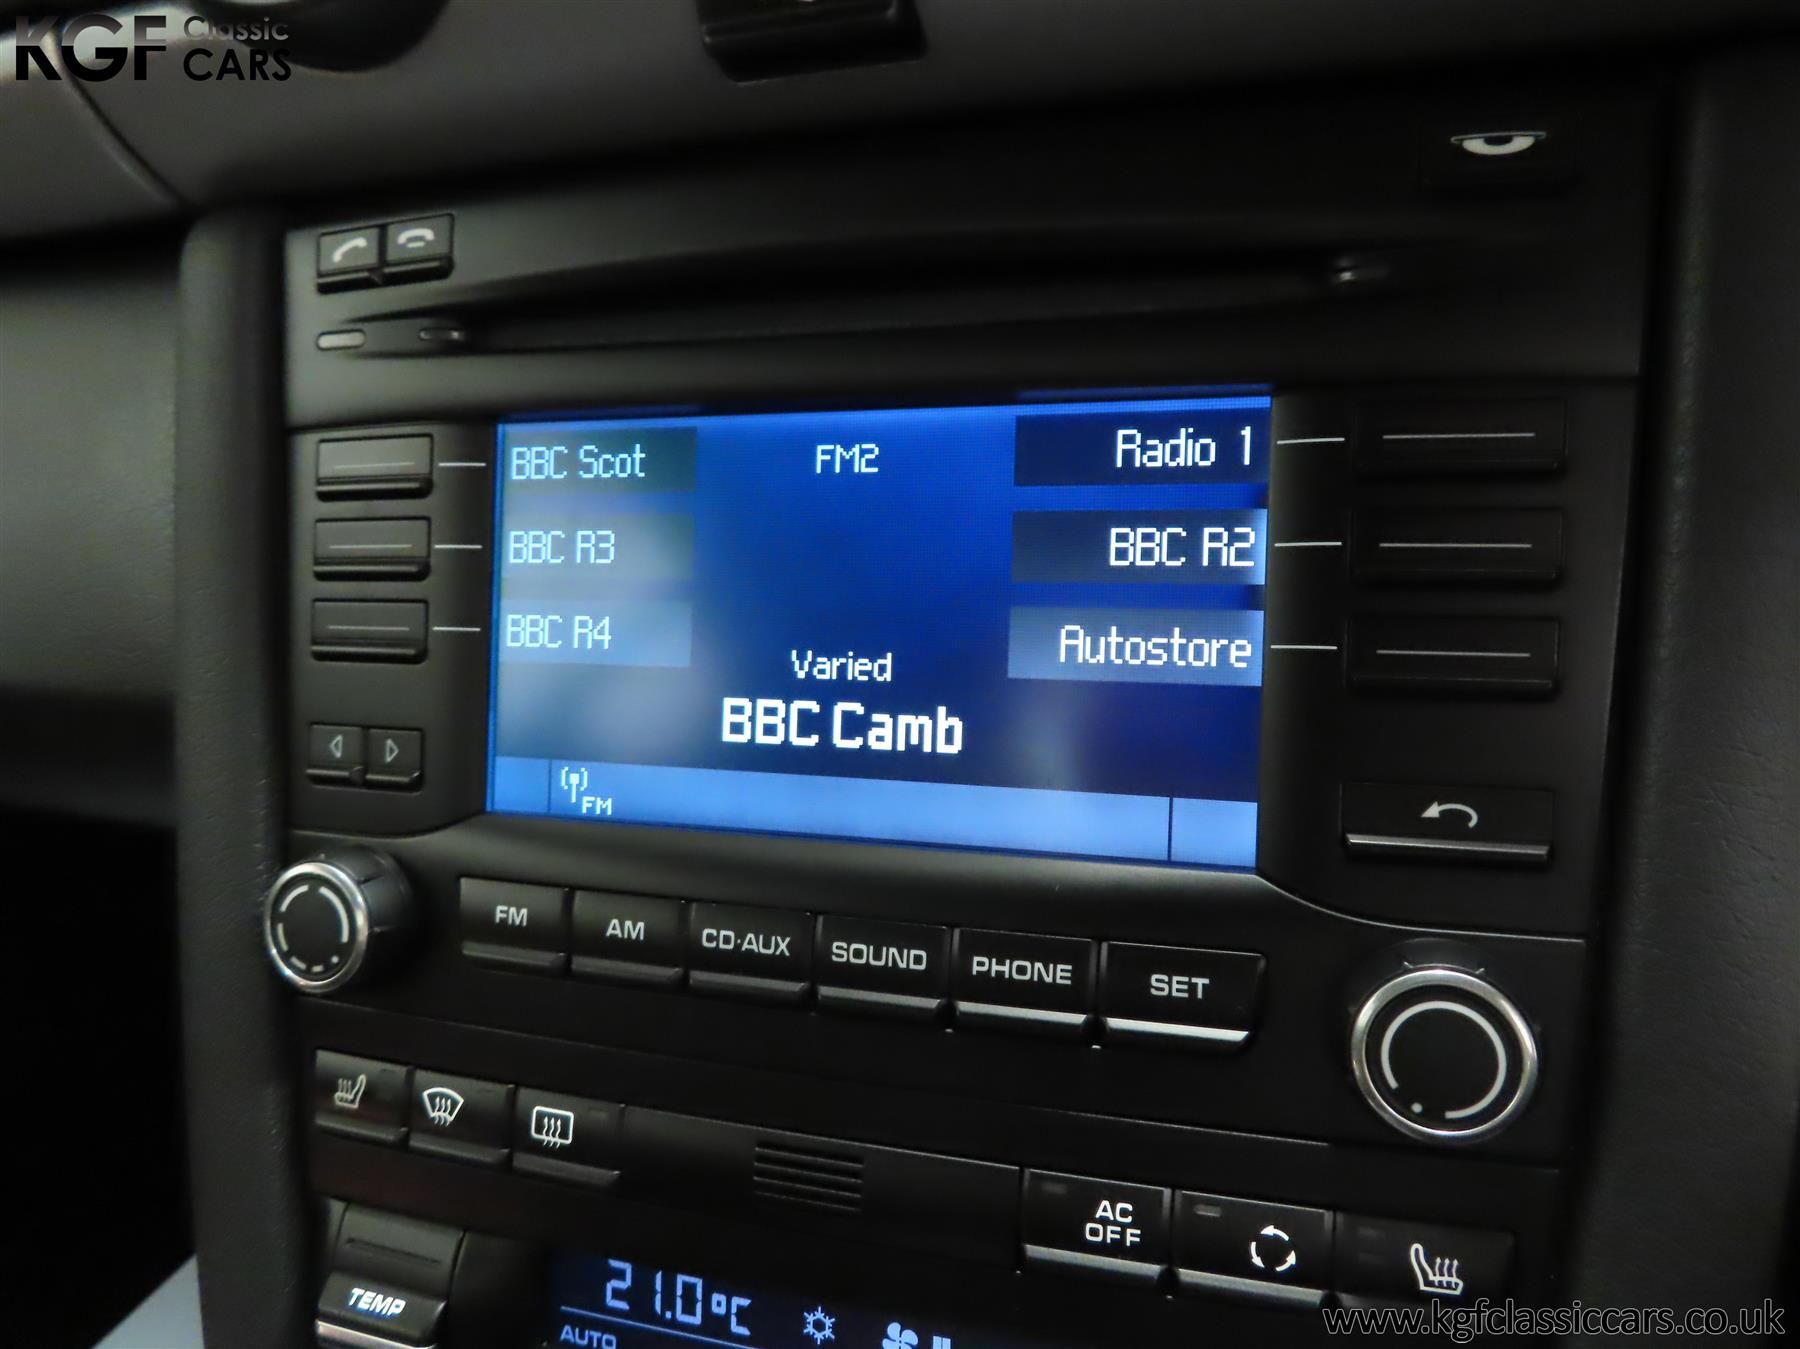 KGF Classic CARS
BBC Scot
FM2
Radio 1
BBC R3
BBC R2
BBC R4
Autostore
Varied
BBC Camb
FM
FM
AM
CD·AUX
SOUND
PHONE
SET
AC
OFF
TEMP
21.0°C
AUTO
www.kgfclassiccars.co.uk